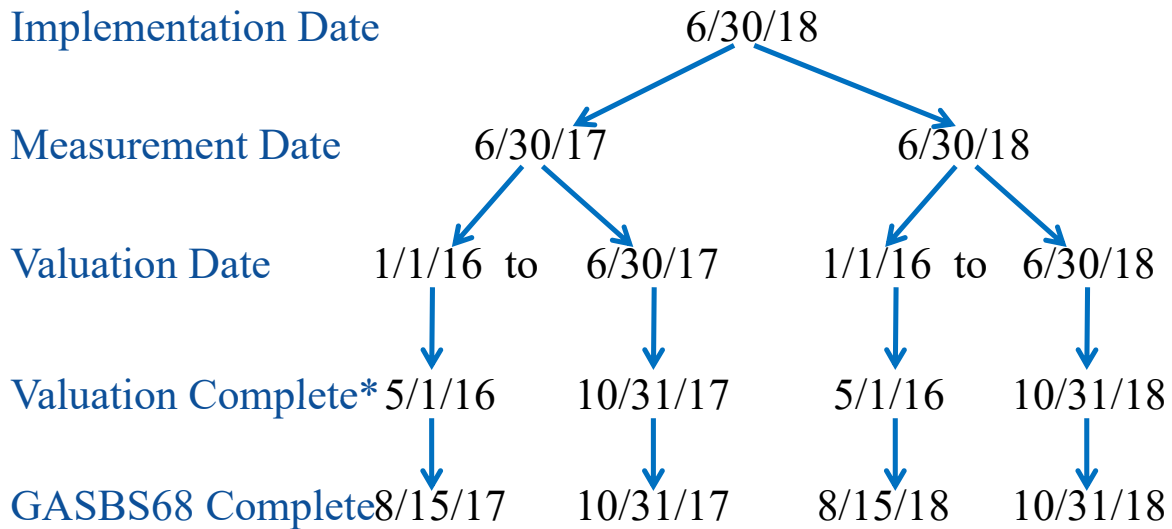 Implementation Date 6/30/18
Measurement Date 6/30/17 6/30/18
Valuation Date 1/1/16 to 6/30/17 1/1/16 to 6/30/18
Valuation Complete* 5/1/16 10/31/17 5/1/16 10/31/18
GASBS68 Complete 8/15/17 10/31/17 8/15/18 10/31/18